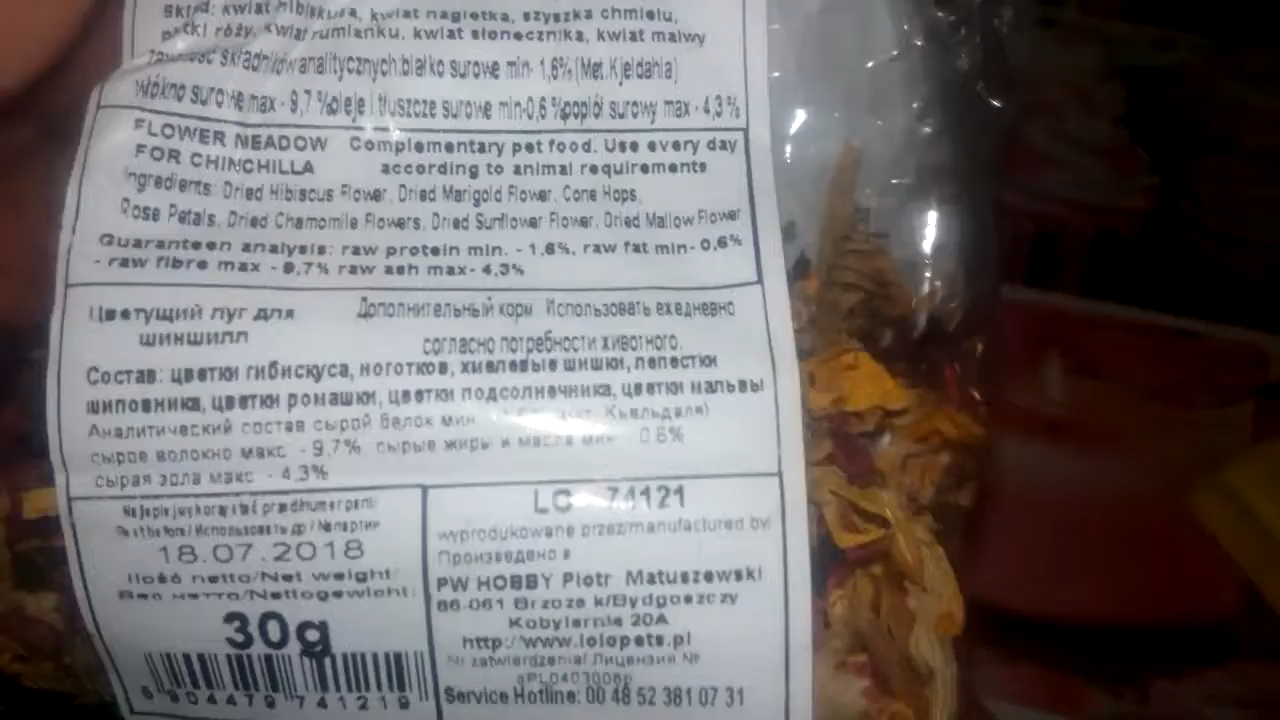 Skład: kwiat hibiskusa, kwiat nagietka, szyszka chmielu,
płatki róży, kwiat rumianku, kwiat słonecznika, kwiat malwy
Zawartość składników analitycznych:białko surowe min- 1,6% (Met.Kjeldahla)
włókno surowe max - 9,7 %oleje i tłuszcze surowe min-0,6 %popiół surowy max - 4,3 %
FLOWER MEADOW
FOR CHINCHILLA
Complementary pet food. Use every day
according to animal requirements
Ingredients: Dried Hibiscus Flower, Dried Marigold Flower, Cone Hops,
Rose Petals, Dried Chamomile Flowers, Dried Sunflower Flower, Dried Mallow Flower
Guaranteen analysis: raw protein min. - 1,6%, raw fat min- 0,6%
- raw fibre max - 9,7% raw ash max- 4,3%
Цветущий луг для
шиншилл
Дополнительный корм Использовать ежедневно
согласно потребности животного.
Состав: цветки гибискуса, ноготков, хмелевые шишки, лепестки
шиповника, цветки ромашки, цветки подсолнечника, цветки мальвы
Аналитический состав сырой белок мин Кьельдаля)
сырое волокно макс - 9,7% сырые жиры и масла мин 0,6%
сырая зола макс - 4,3%
Najlepiej wykorzystać przed/numer partii
/Использовать до / № партии
18.07.2018
Ilość netto/Net weight/
Вес нетто/Nettogewicht:
30g
5904479741219
LC 74121
wyprodukowane przez/manufactured by/
Произведено в
PW HOBBY Piotr Matuszewski
86-061 Brzoza k/Bydgoszczy
Kobylarnia 20A
http://www.lolopets.pl
Nr zatwierdzenia/ Лицензия №
αPL0403008p
Service Hotline: 00 48 52 381 07 31